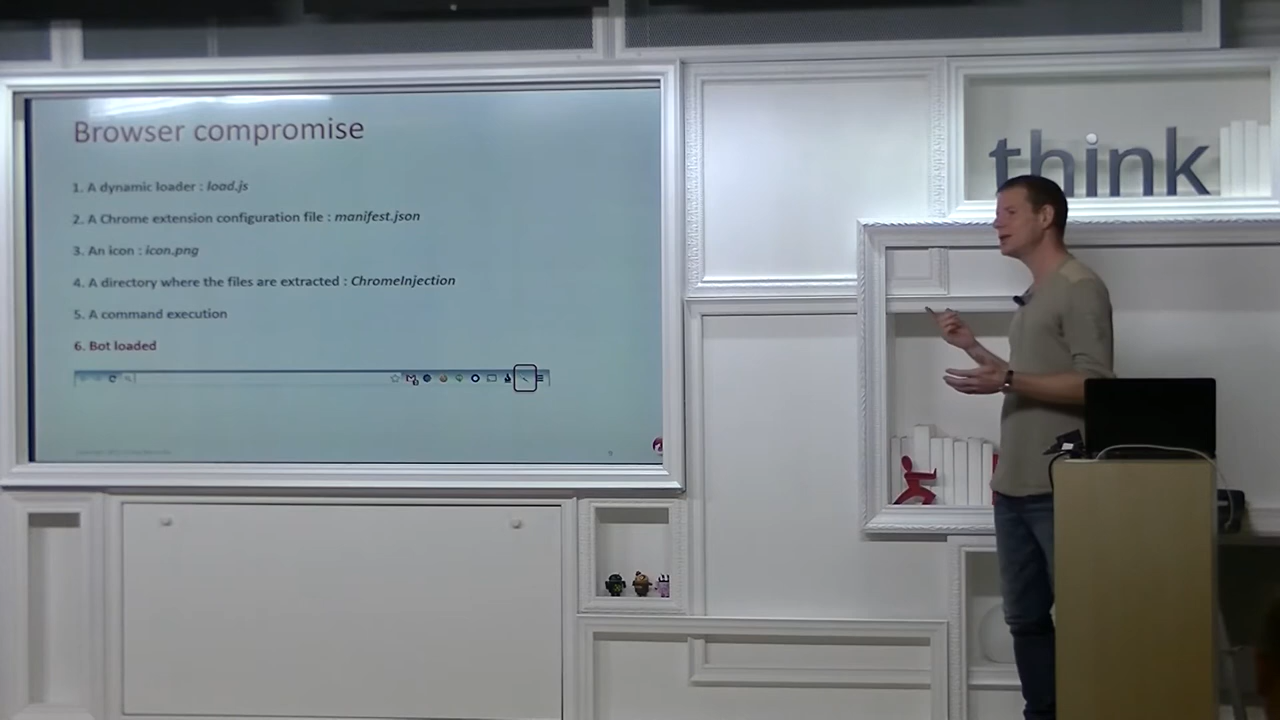 Browser compromise
1. A dynamic loader : load.js
2. A Chrome extension configuration file : manifest.json
3. An icon : icon.png
4. A directory where the files are extracted : ChromeInjection
5. A command execution
6. Bot loaded
think